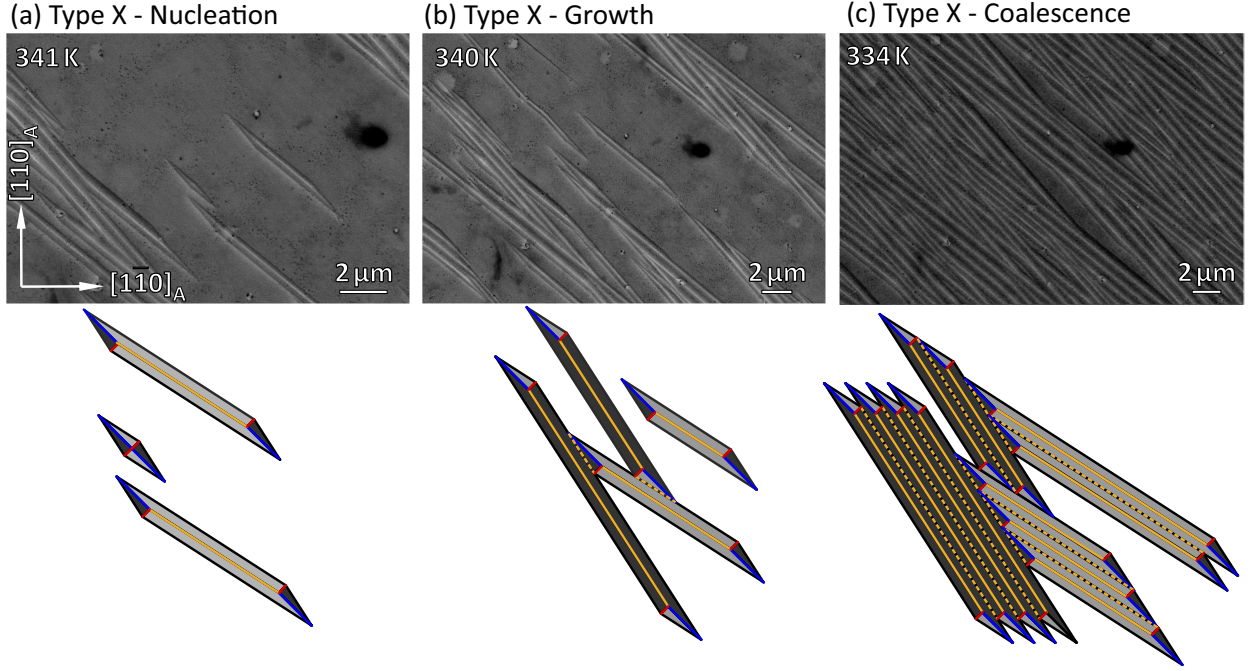 (a) Type X - Nucleation
(b) Type X - Growth
(c) Type X - Coalescence
341 K
340 K
334 K
[110]A
[1̅10]A
2 µm
2 µm
2 µm